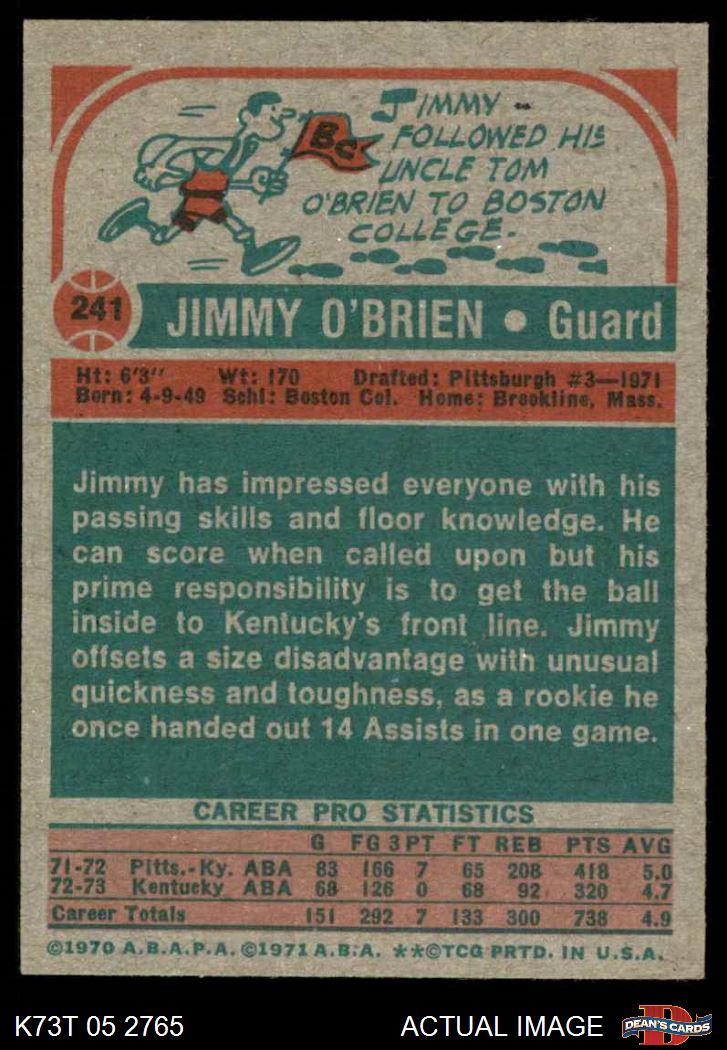 JIMMY
FOLLOWED HIS
UNCLE TOM
O'BRIEN TO BOSTON
COLLEGE.
BC
241 JIMMY O'BRIEN • Guard
Ht: 6'3" Wt: 170 Drafted: Pittsburgh #3—1971
Born: 4-9-49 Schl: Boston Col. Home: Brookline, Mass.
Jimmy has impressed everyone with his
passing skills and floor knowledge. He
can score when called upon but his
prime responsibility is to get the ball
inside to Kentucky's front line. Jimmy
offsets a size disadvantage with unusual
quickness and toughness, as a rookie he
once handed out 14 Assists in one game.
CAREER PRO STATISTICS
G FG 3PT FT REB PTS AVG
71-72 Pitts.-Ky. ABA 83 166 7 65 208 418 5.0
72-73 Kentucky ABA 68 126 0 68 92 320 4.7
Career Totals 151 292 7 133 300 738 4.9
©1970 A.B.A.P.A. ©1971 A.B.A. **©TCG PRTD. IN U.S.A.
K73T 05 2765 ACTUAL IMAGE DEAN'S CARDS